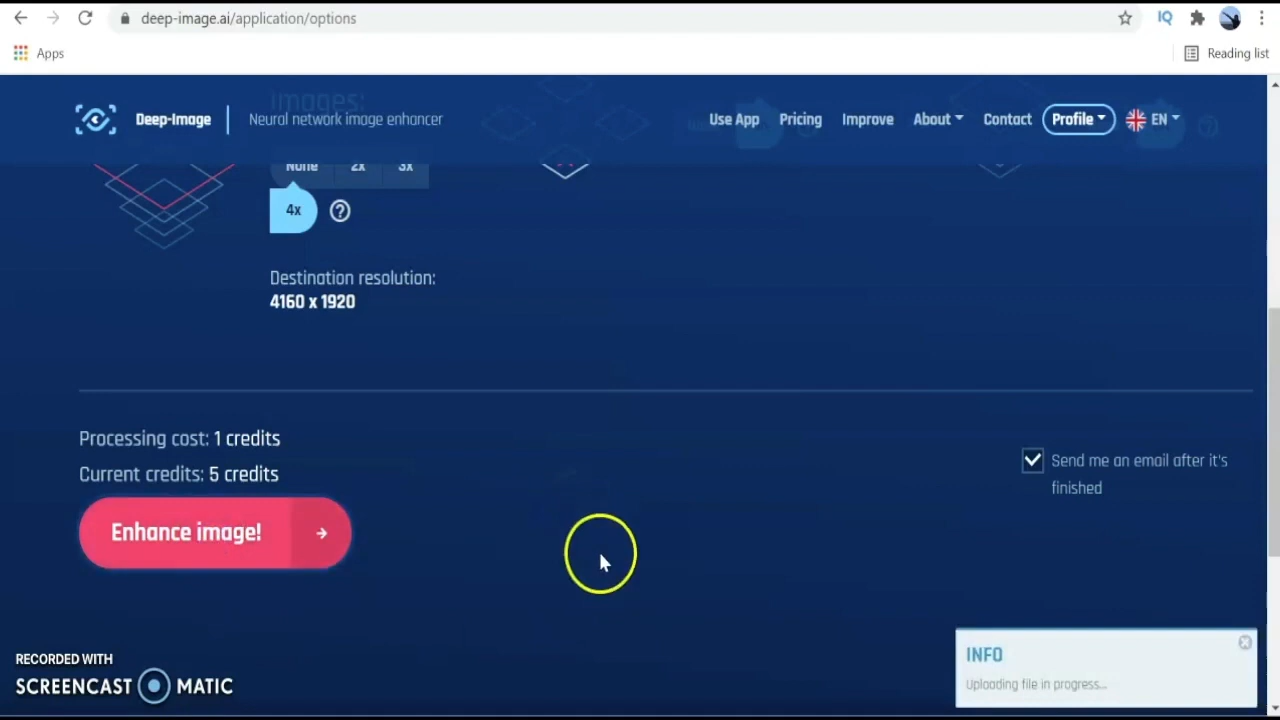 deep-image.ai/application/options
Apps
Reading list
Images:
Deep-Image
Neural network image enhancer
Use App
Pricing
Improve
About
Contact
Profile
EN
None 2x 3x
4x
Destination resolution:
4160 x 1920
Processing cost: 1 credits
Current credits: 5 credits
Send me an email after it's
finished
Enhance image!
INFO
Uploading file in progress...
RECORDED WITH
SCREENCAST MATIC